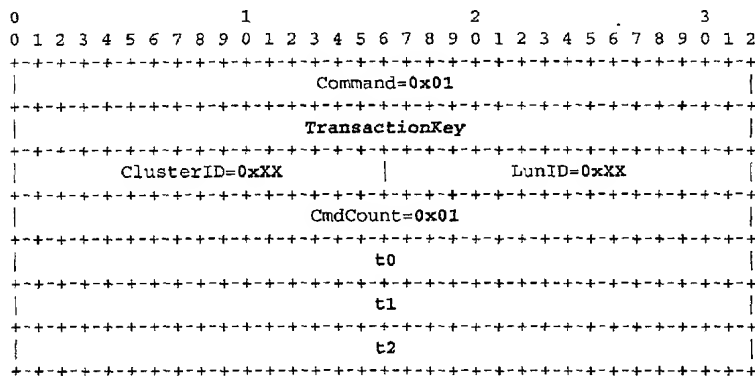 0                   1                   2                   3
0 1 2 3 4 5 6 7 8 9 0 1 2 3 4 5 6 7 8 9 0 1 2 3 4 5 6 7 8 9 0 1 2
+-+-+-+-+-+-+-+-+-+-+-+-+-+-+-+-+-+-+-+-+-+-+-+-+-+-+-+-+-+-+-+-+
| Command=0x01 |
+-+-+-+-+-+-+-+-+-+-+-+-+-+-+-+-+-+-+-+-+-+-+-+-+-+-+-+-+-+-+-+-+
| TransactionKey |
+-+-+-+-+-+-+-+-+-+-+-+-+-+-+-+-+-+-+-+-+-+-+-+-+-+-+-+-+-+-+-+-+
| ClusterID=0xXX | LunID=0xXX |
+-+-+-+-+-+-+-+-+-+-+-+-+-+-+-+-+-+-+-+-+-+-+-+-+-+-+-+-+-+-+-+-+
| CmdCount=0x01 |
+-+-+-+-+-+-+-+-+-+-+-+-+-+-+-+-+-+-+-+-+-+-+-+-+-+-+-+-+-+-+-+-+
| t0 |
+-+-+-+-+-+-+-+-+-+-+-+-+-+-+-+-+-+-+-+-+-+-+-+-+-+-+-+-+-+-+-+-+
| t1 |
+-+-+-+-+-+-+-+-+-+-+-+-+-+-+-+-+-+-+-+-+-+-+-+-+-+-+-+-+-+-+-+-+
| t2 |
+-+-+-+-+-+-+-+-+-+-+-+-+-+-+-+-+-+-+-+-+-+-+-+-+-+-+-+-+-+-+-+-+